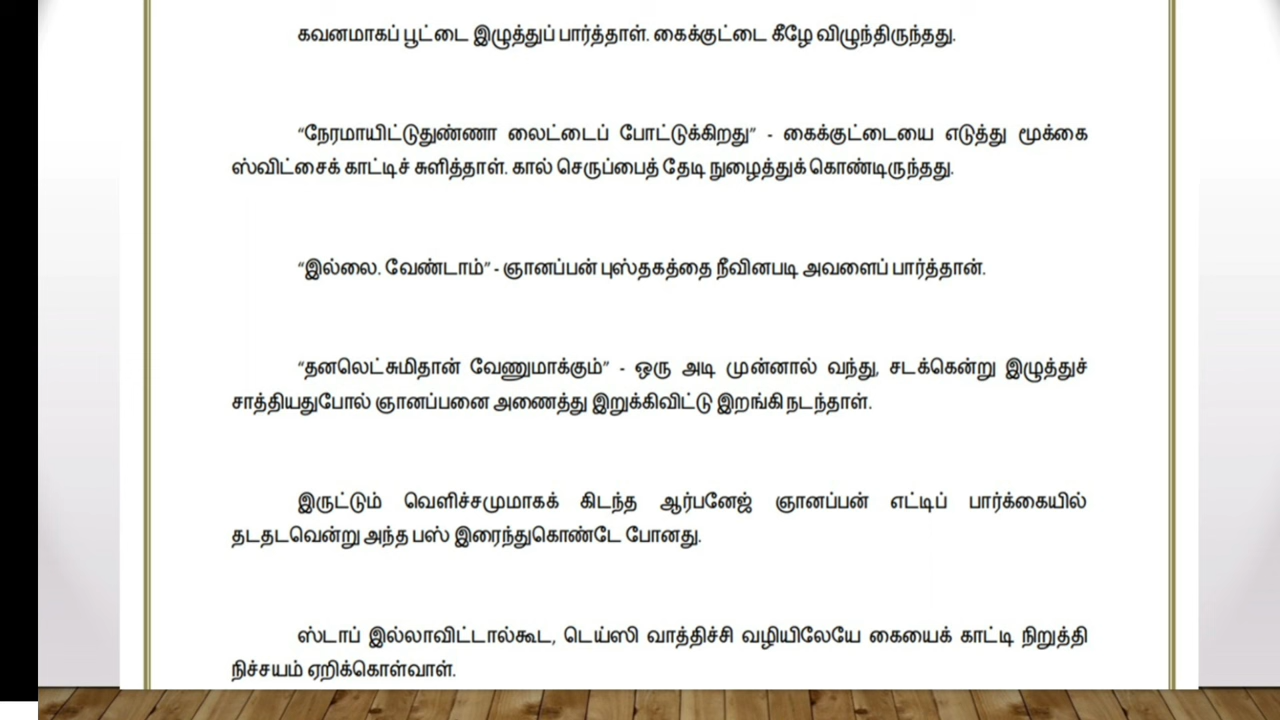 கவனமாகப் பூட்டை இழுத்துப் பார்த்தாள். கைக்குட்டை கீழே விழுந்திருந்தது.
“நேரமாயிட்டுதுண்ணா லைட்டைப் போட்டுக்கிறது” - கைக்குட்டையை எடுத்து மூக்கை
ஸ்விட்சைக் காட்டிச் சுளித்தாள். கால் செருப்பைத் தேடி நுழைத்துக் கொண்டிருந்தது.
“இல்லை. வேண்டாம்” - ஞானப்பன் புஸ்தகத்தை நீவினபடி அவளைப் பார்த்தான்.
“தனலெட்சுமிதான் வேணுமாக்கும்” - ஒரு அடி முன்னால் வந்து, சடக்கென்று இழுத்துச்
சாத்தியதுபோல் ஞானப்பனை அணைத்து இறுக்கிவிட்டு இறங்கி நடந்தாள்.
இருட்டும் வெளிச்சமுமாகக் கிடந்த ஆர்பனேஜ் ஞானப்பன் எட்டிப் பார்க்கையில்
தடதடவென்று அந்த பஸ் இரைந்துகொண்டே போனது.
ஸ்டாப் இல்லாவிட்டால்கூட, டெய்ஸி வாத்திச்சி வழியிலேயே கையைக் காட்டி நிறுத்தி
நிச்சயம் ஏறிக்கொள்வாள்.